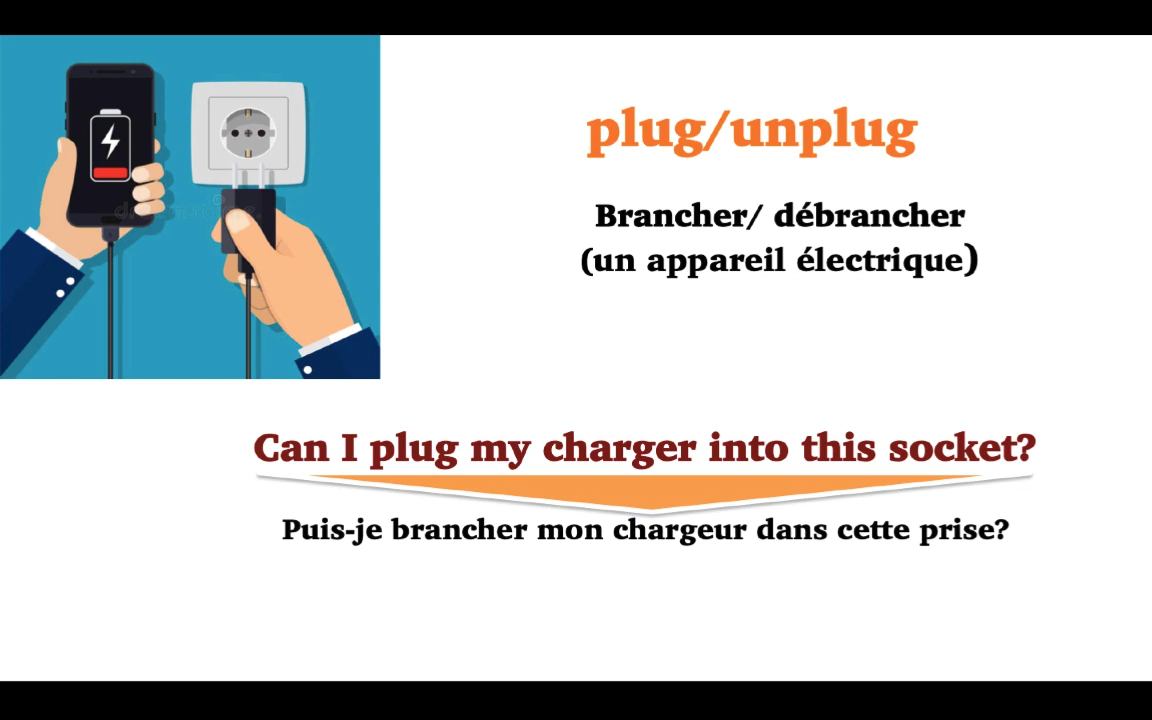 plug/unplug
Brancher/ débrancher
(un appareil électrique)
Can I plug my charger into this socket?
Puis-je brancher mon chargeur dans cette prise?